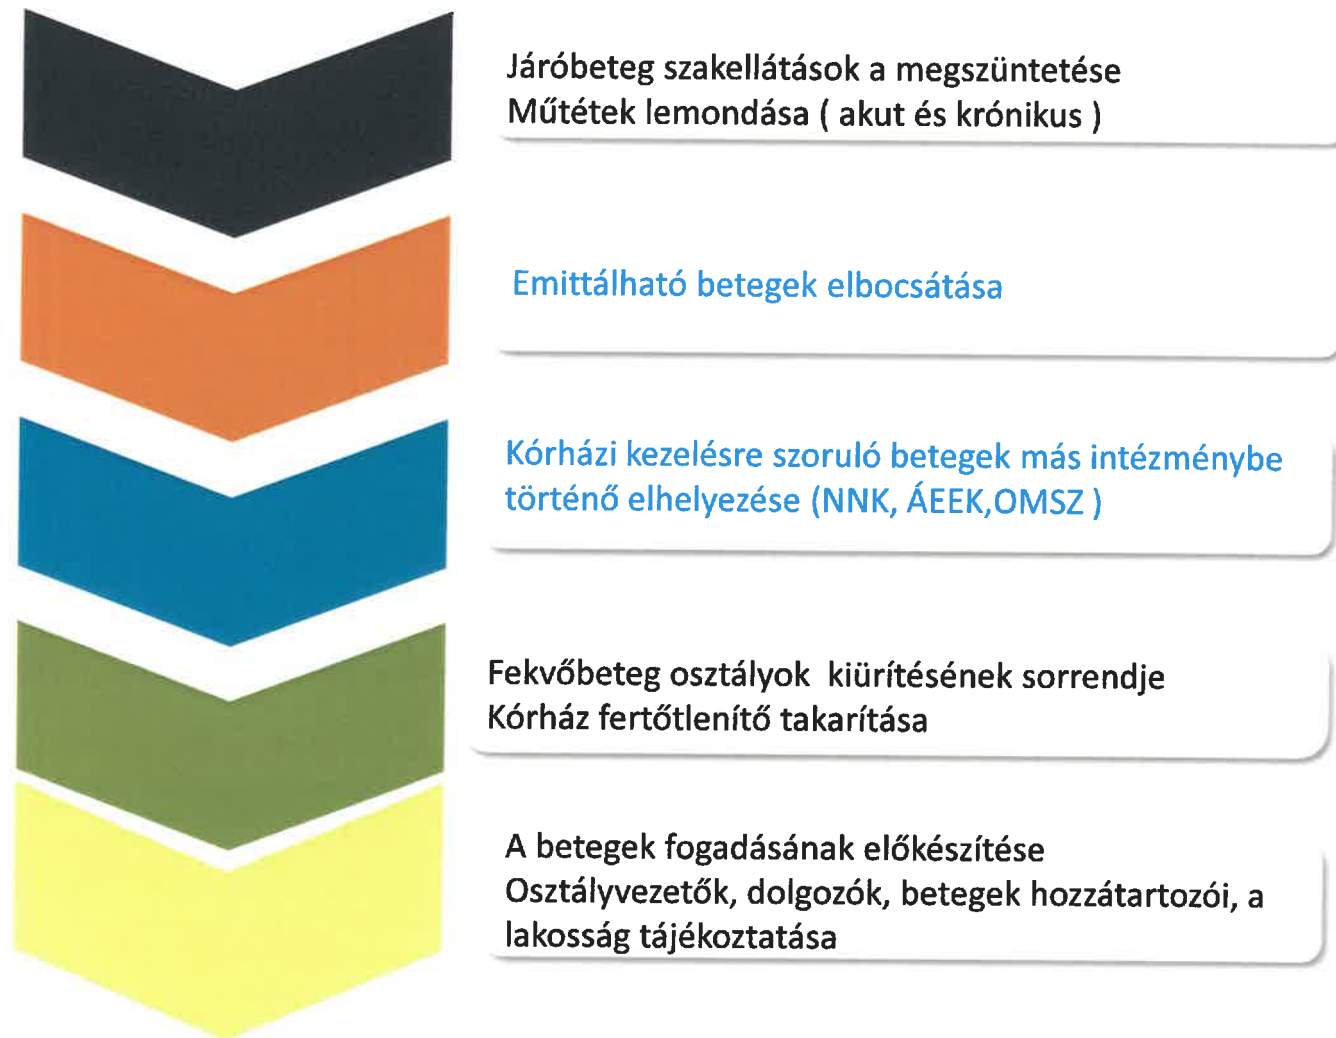 Járóbeteg szakellátások a megszüntetése
Műtétek lemondása ( akut és krónikus )
Emittálható betegek elbocsátása
Kórházi kezelésre szoruló betegek más intézménybe
történő elhelyezése (NNK, ÁEEK,OMSZ )
Fekvőbeteg osztályok kiürítésének sorrendje
Kórház fertőtlenítő takarítása
A betegek fogadásának előkészítése
Osztályvezetők, dolgozók, betegek hozzátartozói, a
lakosság tájékoztatása